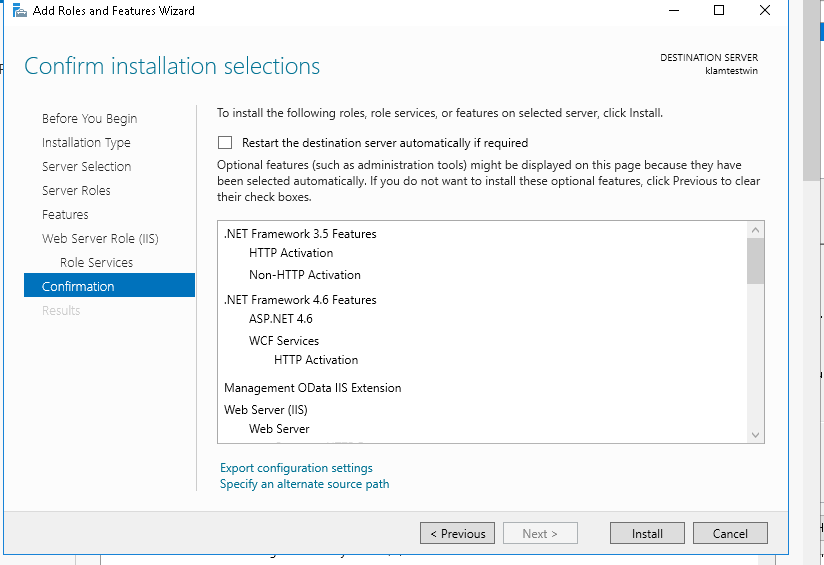 Add Roles and Features Wizard
Confirm installation selections
DESTINATION SERVER
klamtestwin
Before You Begin
Installation Type
Server Selection
Server Roles
Features
Web Server Role (IIS)
Role Services
Confirmation
Results
To install the following roles, role services, or features on selected server, click Install.
Restart the destination server automatically if required
Optional features (such as administration tools) might be displayed on this page because they have
been selected automatically. If you do not want to install these optional features, click Previous to clear
their check boxes.
.NET Framework 3.5 Features
HTTP Activation
Non-HTTP Activation
.NET Framework 4.6 Features
ASP.NET 4.6
WCF Services
HTTP Activation
Management OData IIS Extension
Web Server (IIS)
Web Server
Export configuration settings
Specify an alternate source path
< Previous
Next >
Install
Cancel